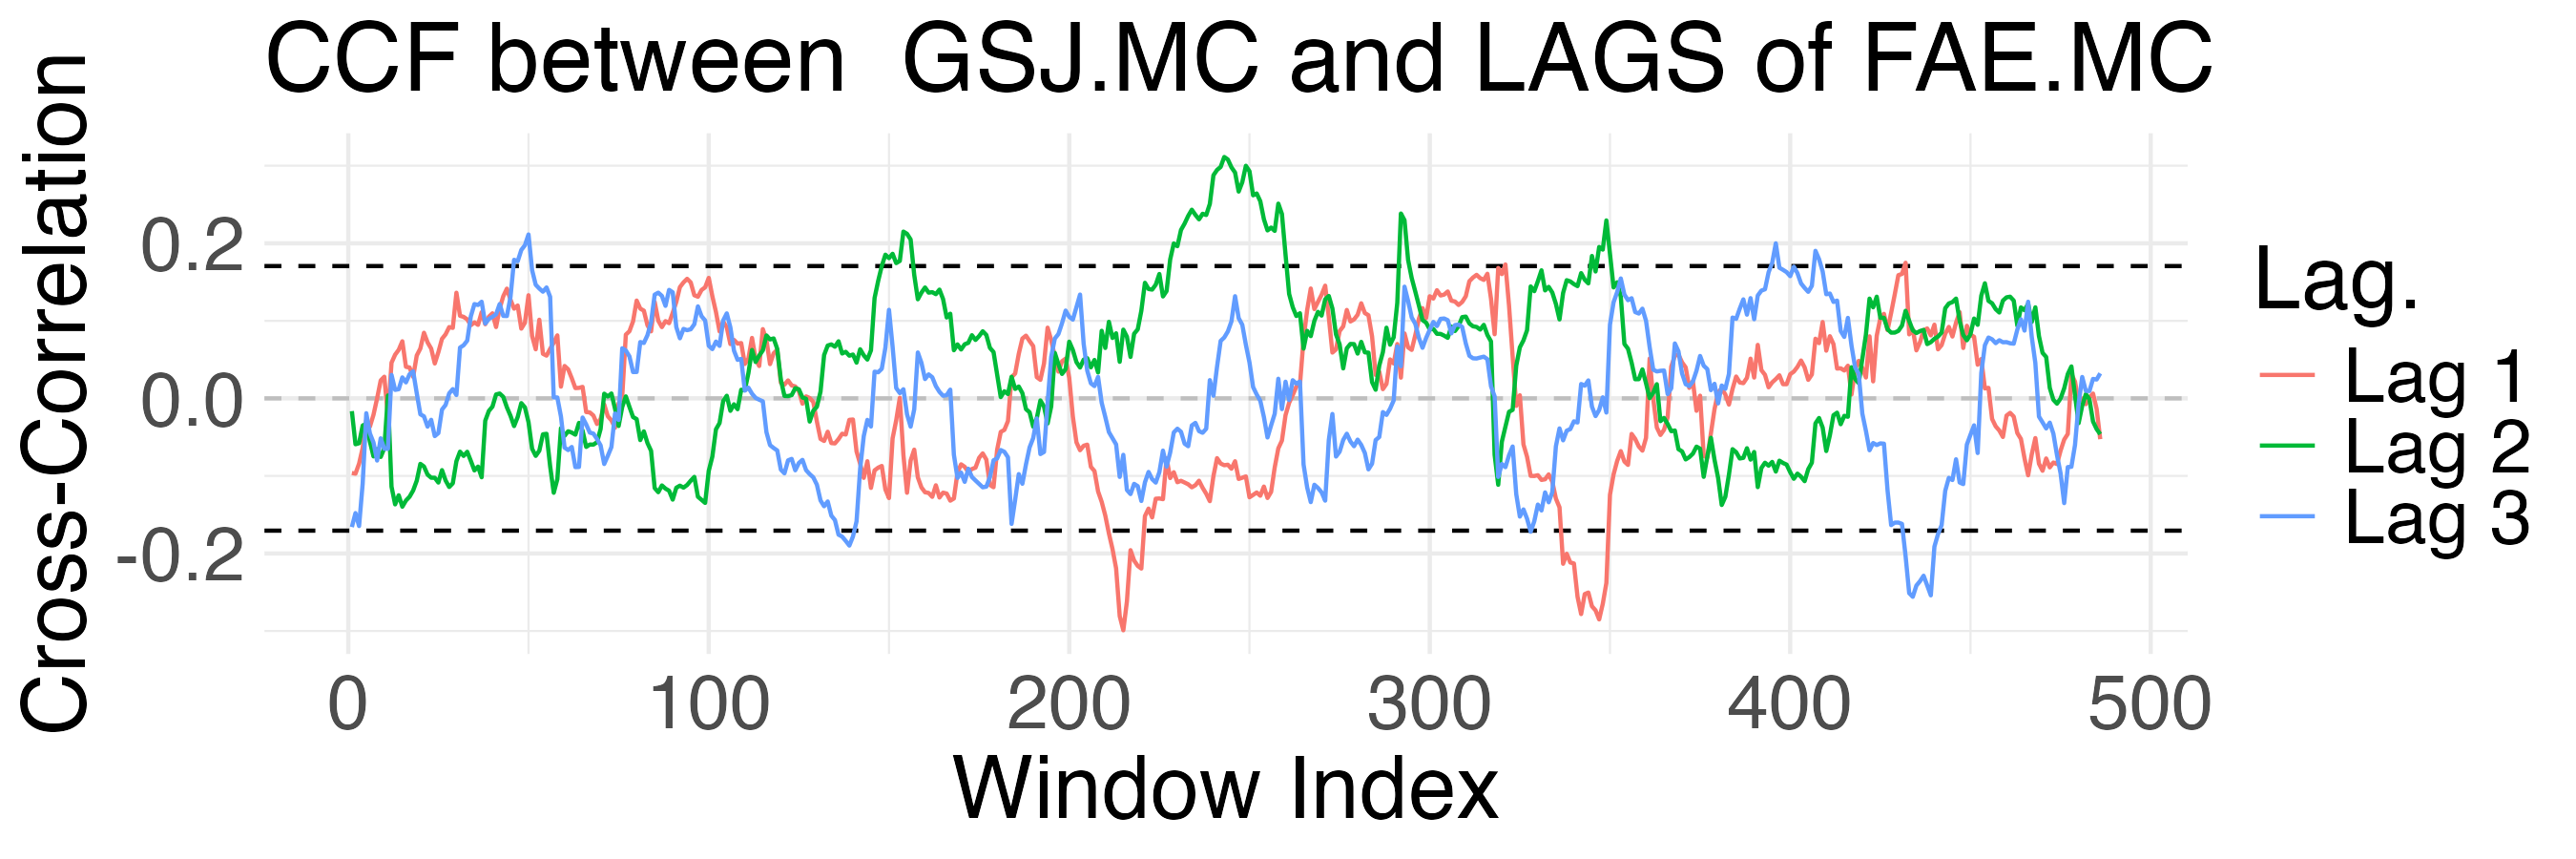 CCF between  GSJ.MC and LAGS of FAE.MC
Cross-Correlation
0.2
0.0
-0.2
0 100 200 300 400 500
Window Index
Lag.
Lag 1
Lag 2
Lag 3